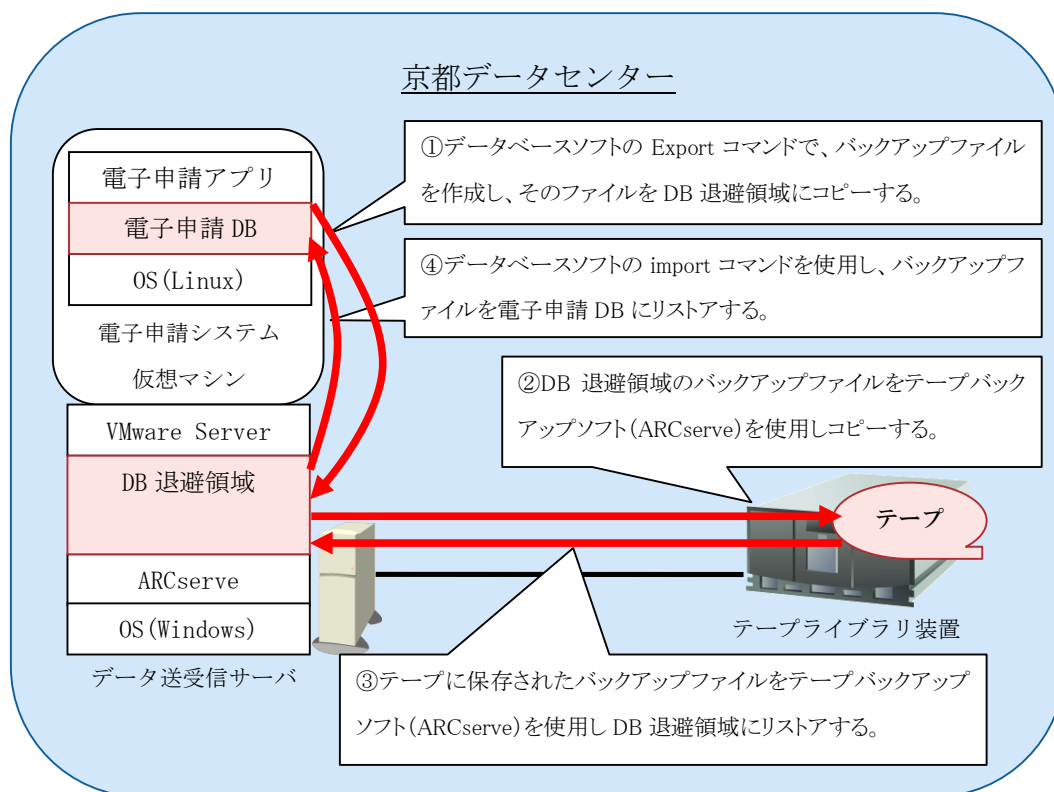 京都データセンター
①データベースソフトの Export コマンドで、バックアップファイル
を作成し、そのファイルを DB 退避領域にコピーする。
電子申請アプリ
電子申請 DB
OS(Linux)
電子申請システム
仮想マシン
④データベースソフトの import コマンドを使用し、バックアップフ
ァイルを電子申請 DB にリストアする。
②DB 退避領域のバックアップファイルをテープバック
アップソフト(ARCserve)を使用しコピーする。
VMware Server
DB 退避領域
ARCserve
OS(Windows)
データ送受信サーバ
テープ
テープライブラリ装置
③テープに保存されたバックアップファイルをテープバックアップ
ソフト(ARCserve)を使用し DB 退避領域にリストアする。